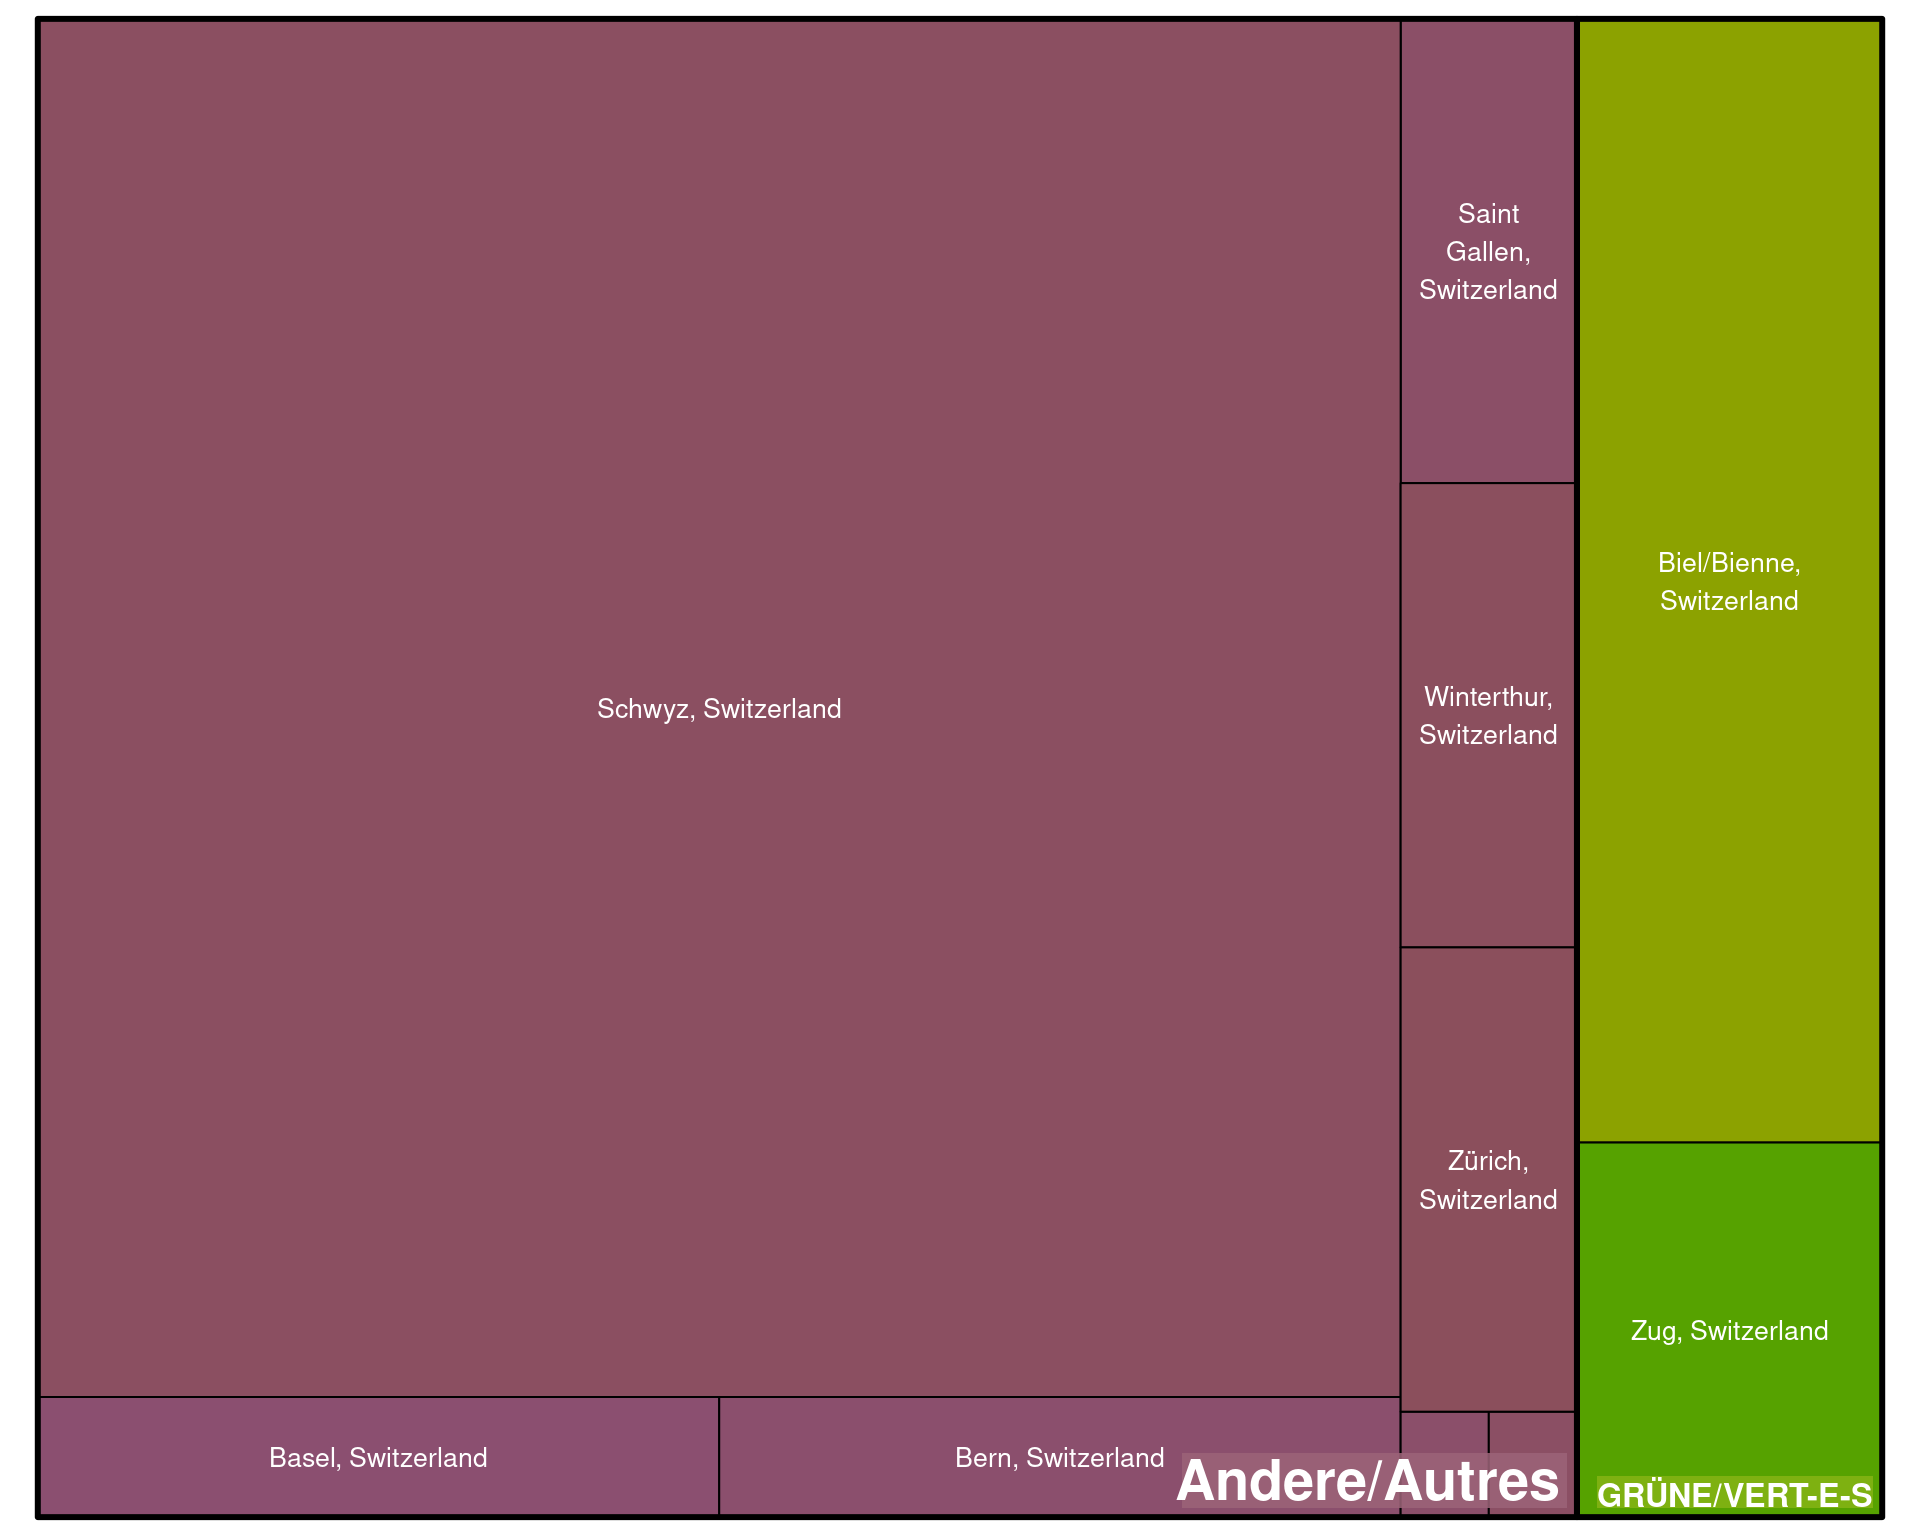 Saint
Gallen,
Switzerland
Biel/Bienne,
Switzerland
Schwyz, Switzerland
Winterthur,
Switzerland
Zürich,
Switzerland
Zug, Switzerland
Basel, Switzerland
Bern, Switzerland
Andere/Autres
GRÜNE/VERT-E-S